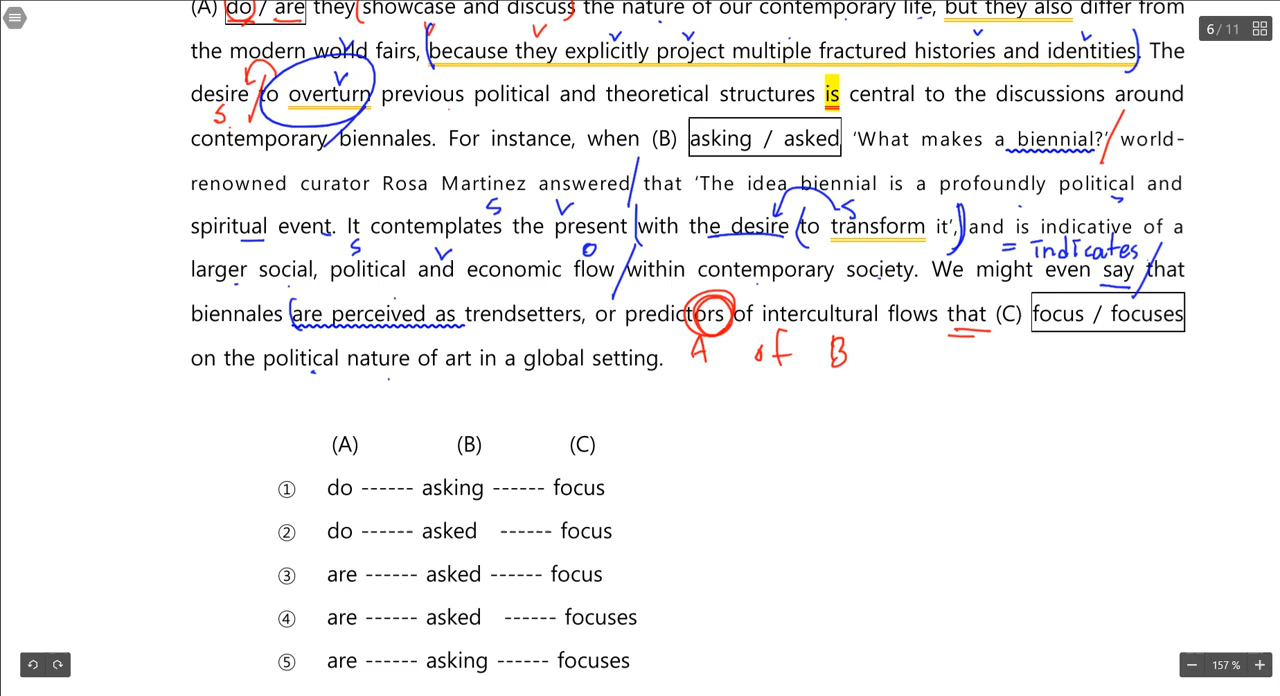 (A) do / are they showcase and discuss the nature of our contemporary life, but they also differ from
6 / 11
the modern world fairs, because they explicitly project multiple fractured histories and identities. The
desire to overturn previous political and theoretical structures is central to the discussions around
contemporary biennales. For instance, when (B) asking / asked 'What makes a biennial?' world-
renowned curator Rosa Martinez answered that 'The idea biennial is a profoundly political and
spiritual event. It contemplates the present with the desire to transform it', and is indicative of a
= indicates
larger social, political and economic flow within contemporary society. We might even say that
biennales are perceived as trendsetters, or predictors of intercultural flows that (C) focus / focuses
on the political nature of art in a global setting.
A of B
(A) (B) (C)
① do ------ asking ------ focus
② do ------ asked ------ focus
③ are ------ asked ------ focus
④ are ------ asked ------ focuses
⑤ are ------ asking ------ focuses
157 %